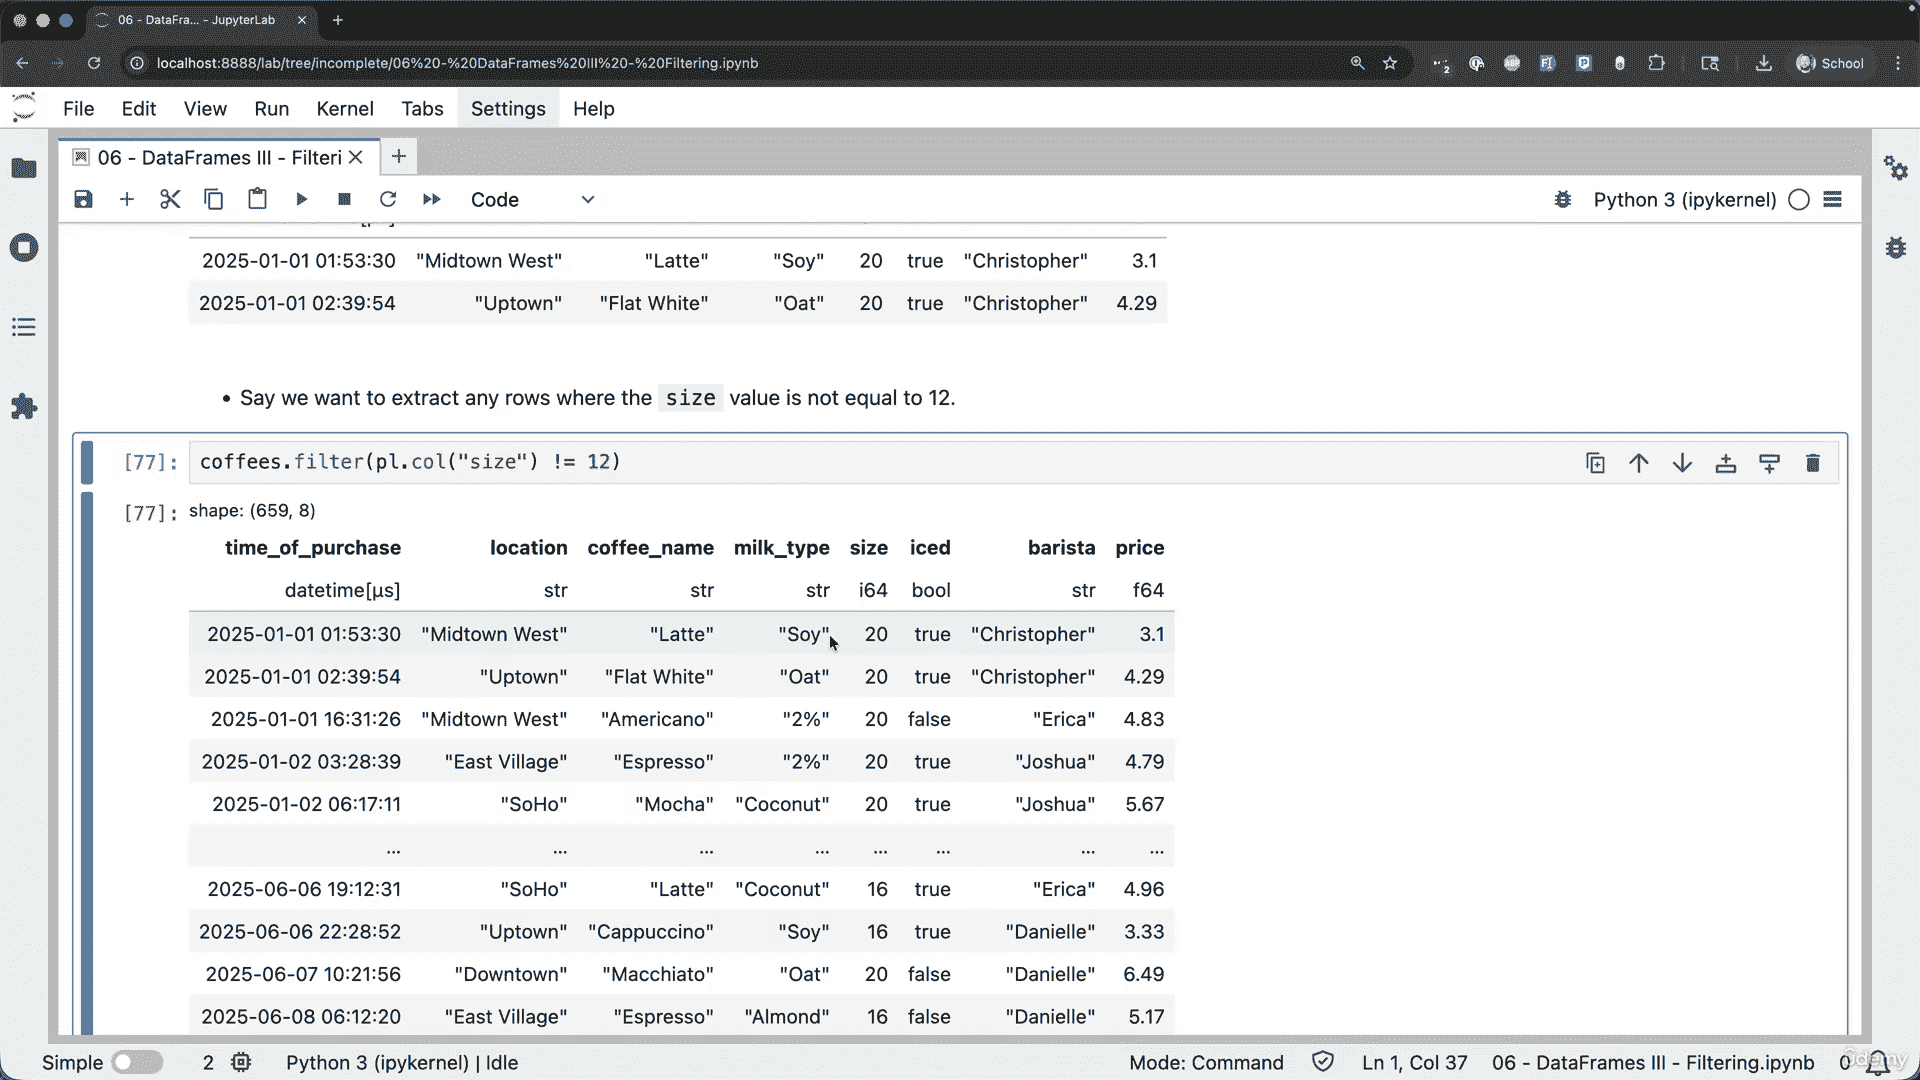 06 - DataFra... - JupyterLab
localhost:8888/lab/tree/incomplete/06%20-%20DataFrames%20III%20-%20Filtering.ipynb
2
School
File Edit View Run Kernel Tabs Settings Help
06 - DataFrames III - Filteri
Code
Python 3 (ipykernel)
2025-01-01 01:53:30 "Midtown West" "Latte" "Soy" 20 true "Christopher" 3.1
2025-01-01 02:39:54 "Uptown" "Flat White" "Oat" 20 true "Christopher" 4.29
• Say we want to extract any rows where the size value is not equal to 12.
[77]: coffees.filter(pl.col("size") != 12)
[77]: shape: (659, 8)
time_of_purchase location coffee_name milk_type size iced barista price
datetime[μs] str str str i64 bool str f64
2025-01-01 01:53:30 "Midtown West" "Latte" "Soy" 20 true "Christopher" 3.1
2025-01-01 02:39:54 "Uptown" "Flat White" "Oat" 20 true "Christopher" 4.29
2025-01-01 16:31:26 "Midtown West" "Americano" "2%" 20 false "Erica" 4.83
2025-01-02 03:28:39 "East Village" "Espresso" "2%" 20 true "Joshua" 4.79
2025-01-02 06:17:11 "SoHo" "Mocha" "Coconut" 20 true "Joshua" 5.67
... ... ... ... ... ... ... ...
2025-06-06 19:12:31 "SoHo" "Latte" "Coconut" 16 true "Erica" 4.96
2025-06-06 22:28:52 "Uptown" "Cappuccino" "Soy" 16 true "Danielle" 3.33
2025-06-07 10:21:56 "Downtown" "Macchiato" "Oat" 20 false "Danielle" 6.49
2025-06-08 06:12:20 "East Village" "Espresso" "Almond" 16 false "Danielle" 5.17
Simple 2 Python 3 (ipykernel) | Idle Mode: Command Ln 1, Col 37 06 - DataFrames III - Filtering.ipynb 0
udemy